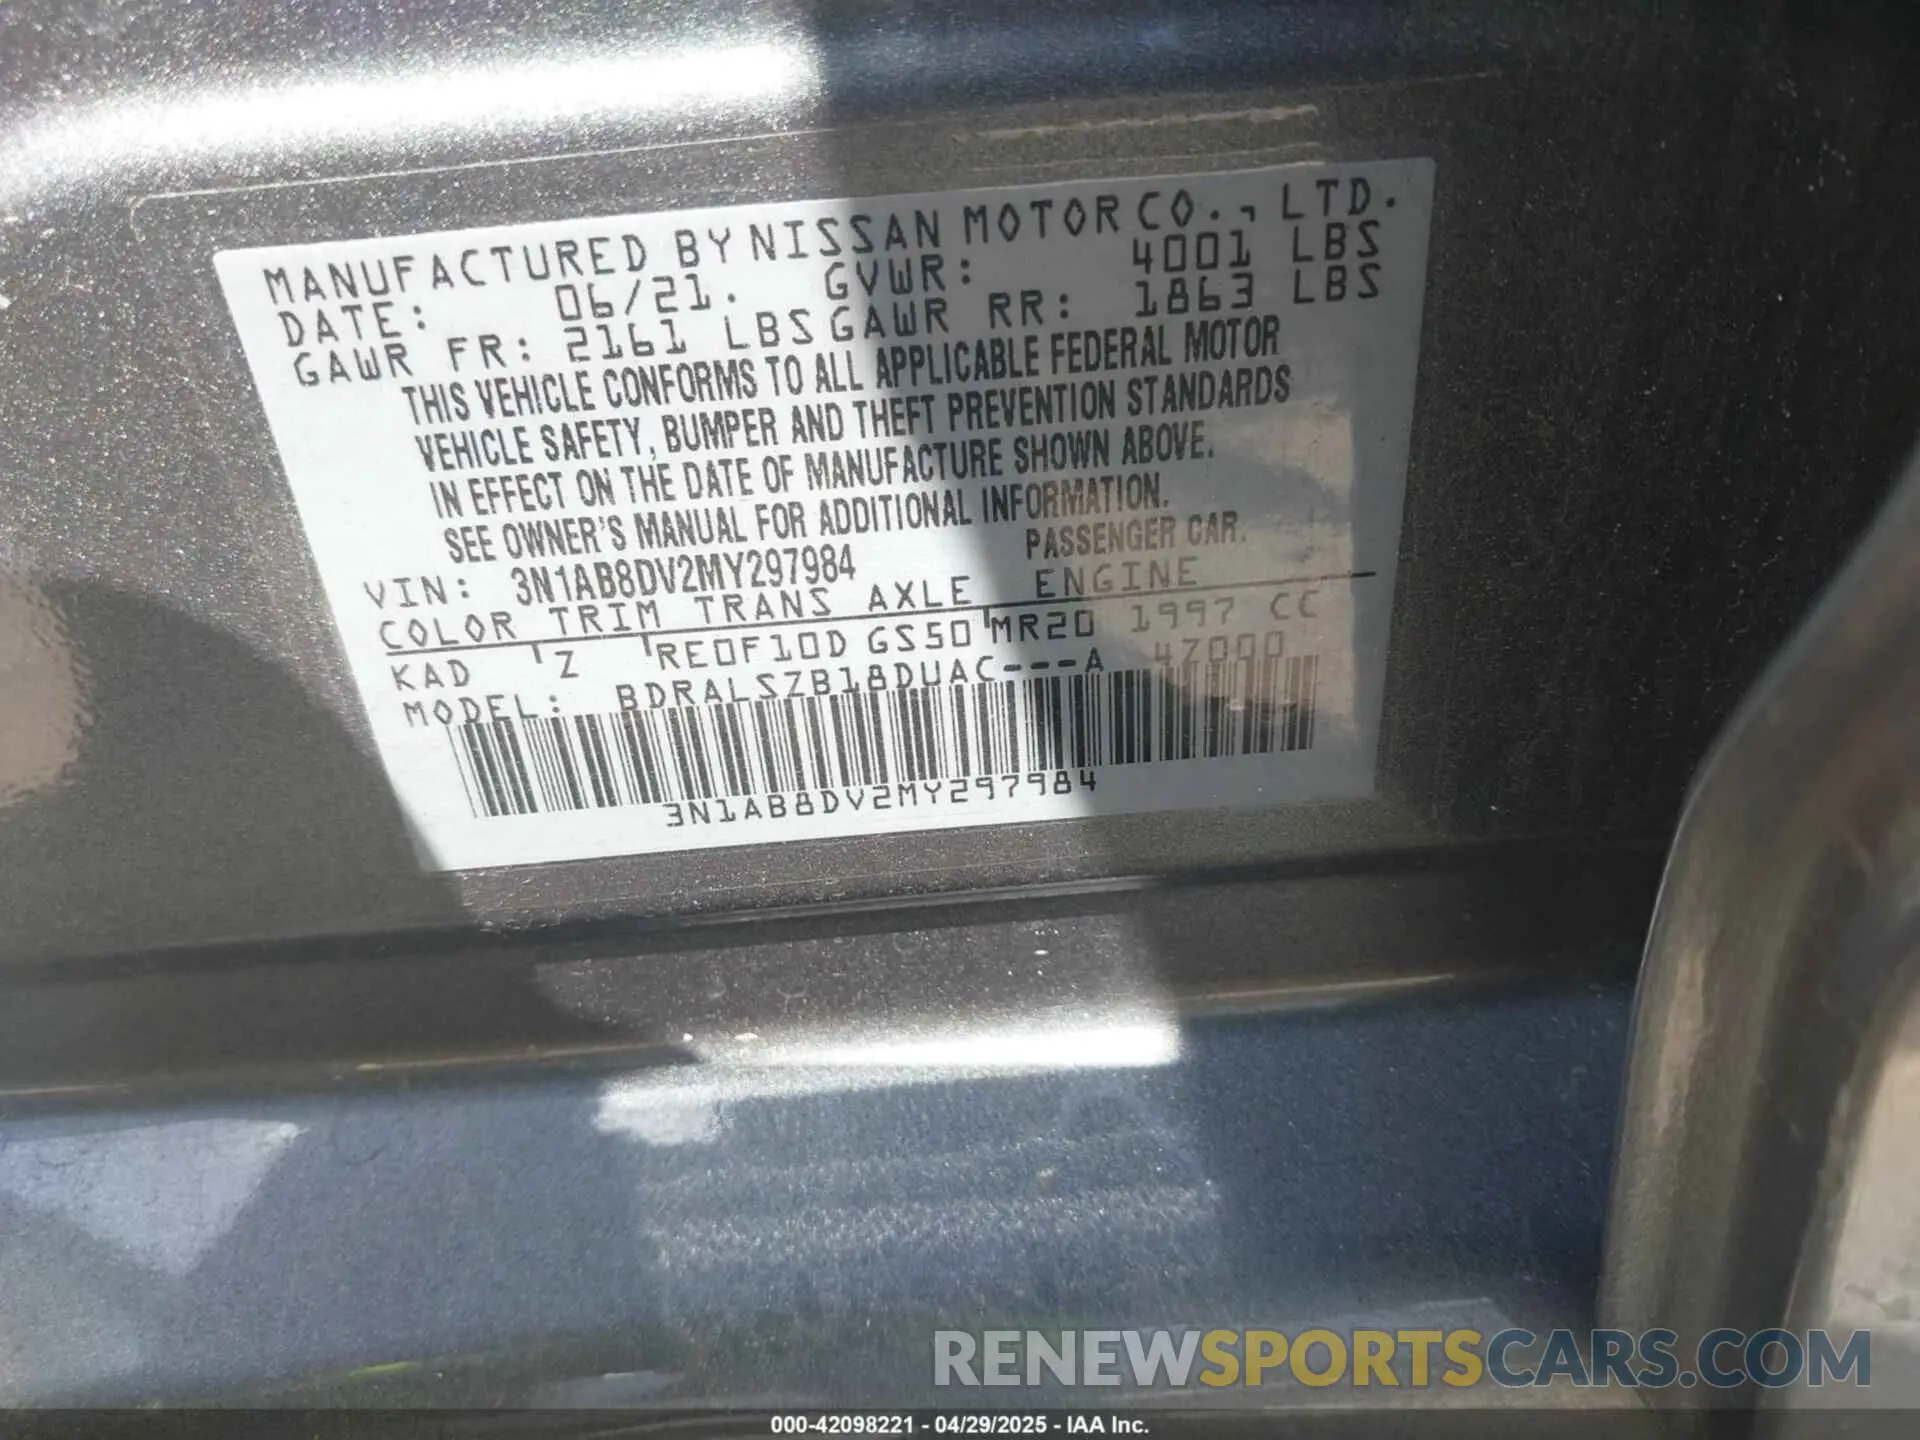 MANUFACTURED BY NISSAN MOTOR CO., LTD.
DATE: 06/21. GVWR: 4001 LBS
GAWR FR: 2161 LBS GAWR RR: 1863 LBS
THIS VEHICLE CONFORMS TO ALL APPLICABLE FEDERAL MOTOR
VEHICLE SAFETY, BUMPER AND THEFT PREVENTION STANDARDS
IN EFFECT ON THE DATE OF MANUFACTURE SHOWN ABOVE.
SEE OWNER'S MANUAL FOR ADDITIONAL INFORMATION.
VIN: 3N1AB8DV2MY297984 PASSENGER CAR.
COLOR TRIM TRANS AXLE ENGINE
KAD Z RE0F10D GS50 MR20 1997 CC
MODEL: BDRALSZB18DUAC---A 47000
3N1AB8DV2MY297984
RENEWSPORTSCARS.COM
000-42098221 - 04/29/2025 - IAA Inc.